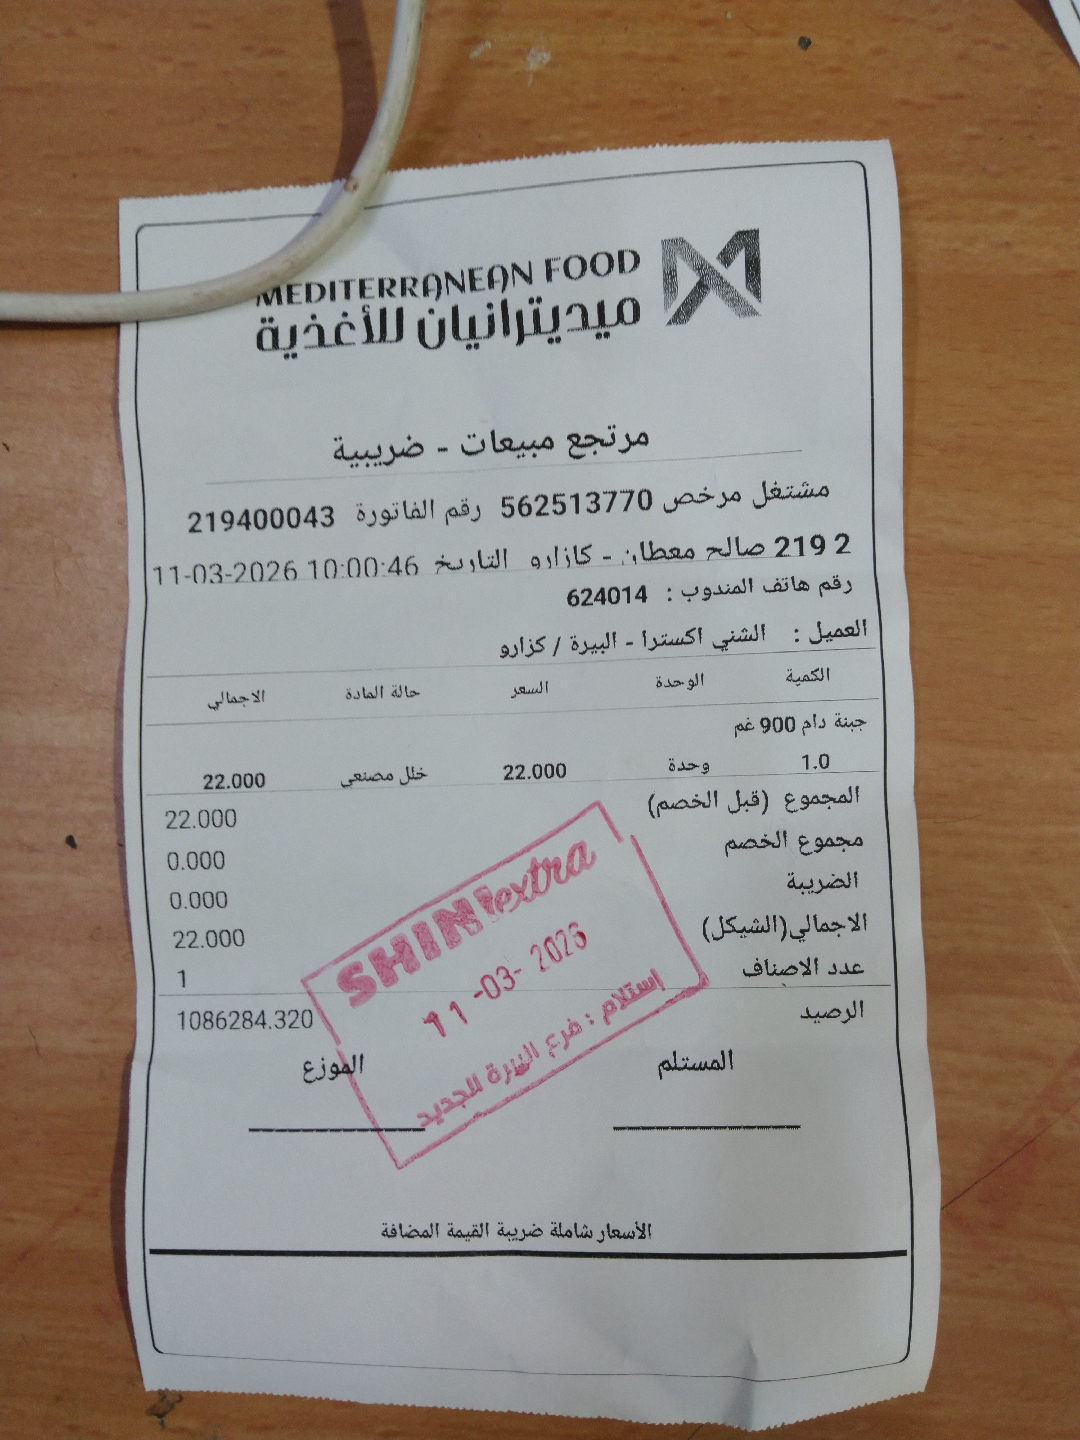 MEDITERRANEAN FOOD
ميديترانيان للأغذية
مرتجع مبيعات - ضريبية
مشتغل مرخص 562513770 رقم الفاتورة 219400043
2 219 صالح معطان - كازارو التاريخ 11-03-2026 10:00:46
رقم هاتف المندوب : 624014
العميل : الشني اكسترا - البيرة / كزارو
الكمية الوحدة السعر حالة المادة الاجمالي
جبنة دام 900 غم
1.0 وحدة 22.000 خلل مصنعي 22.000
المجموع (قبل الخصم) 22.000
مجموع الخصم 0.000
الضريبة 0.000
الاجمالي(الشيكل) 22.000
عدد الاصناف 1
الرصيد 1086284.320
المستلم الموزع
SHINI extra
11-03-2026
إستلام : فرع البيرة الجديد
الأسعار شاملة ضريبة القيمة المضافة